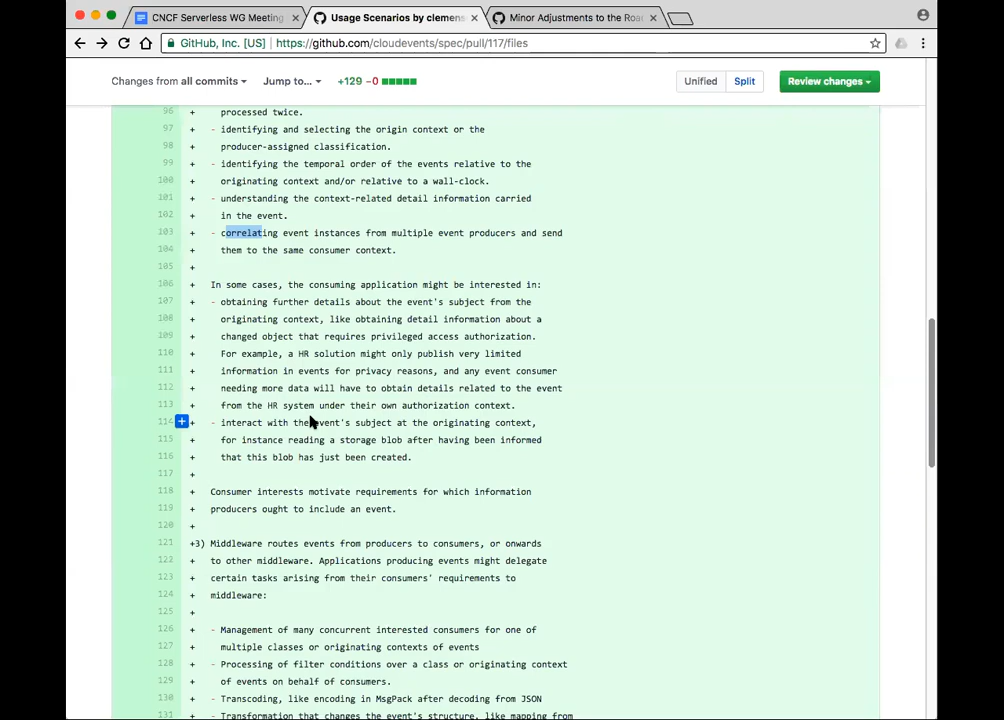 CNCF Serverless WG Meeting
Usage Scenarios by clemens
Minor Adjustments to the Roa
GitHub, Inc. [US]
https://github.com/cloudevents/spec/pull/117/files
Changes from all commits
Jump to...
+129 −0
Unified
Split
Review changes
96 + processed twice.
97 + - identifying and selecting the origin context or the
98 + producer-assigned classification.
99 + - identifying the temporal order of the events relative to the
100 + originating context and/or relative to a wall-clock.
101 + - understanding the context-related detail information carried
102 + in the event.
103 + - correlating event instances from multiple event producers and send
104 + them to the same consumer context.
105 +
106 + In some cases, the consuming application might be interested in:
107 + - obtaining further details about the event's subject from the
108 + originating context, like obtaining detail information about a
109 + changed object that requires privileged access authorization.
110 + For example, a HR solution might only publish very limited
111 + information in events for privacy reasons, and any event consumer
112 + needing more data will have to obtain details related to the event
113 + from the HR system under their own authorization context.
114 + - interact with the event's subject at the originating context,
115 + for instance reading a storage blob after having been informed
116 + that this blob has just been created.
117 +
118 + Consumer interests motivate requirements for which information
119 + producers ought to include an event.
120 +
121 +3) Middleware routes events from producers to consumers, or onwards
122 + to other middleware. Applications producing events might delegate
123 + certain tasks arising from their consumers' requirements to
124 + middleware:
125 +
126 + - Management of many concurrent interested consumers for one of
127 + multiple classes or originating contexts of events
128 + - Processing of filter conditions over a class or originating context
129 + of events on behalf of consumers.
130 + - Transcoding, like encoding in MsgPack after decoding from JSON
131 + - Transformation that changes the event's structure, like mapping from